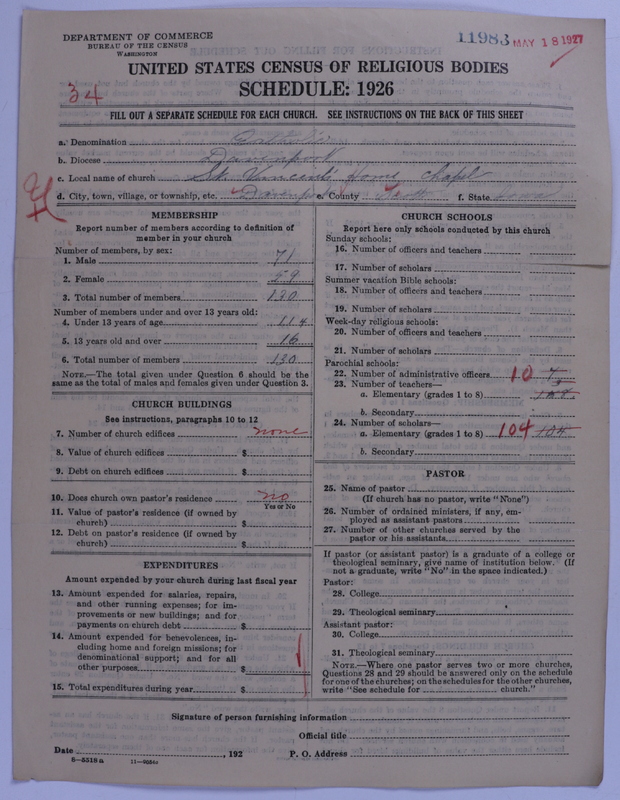 DEPARTMENT OF COMMERCE
BUREAU OF THE CENSUS
WASHINGTON
11983 MAY 18 1927
UNITED STATES CENSUS OF RELIGIOUS BODIES
SCHEDULE: 1926
34
FILL OUT A SEPARATE SCHEDULE FOR EACH CHURCH. SEE INSTRUCTIONS ON THE BACK OF THIS SHEET
a. Denomination Catholic
b. Diocese Davenport
c. Local name of church St. Vincent's Home Chapel
d. City, town, village, or township, etc. Davenport e. County Scott f. State Iowa
MEMBERSHIP
Report number of members according to definition of
member in your church
Number of members, by sex:
1. Male 71
2. Female 59
3. Total number of members 130
Number of members under and over 13 years old:
4. Under 13 years of age 114
5. 13 years old and over 16
6. Total number of members 130
NOTE.—The total given under Question 6 should be
same as the total of males and females given under Question 3.
CHURCH BUILDINGS
See instructions, paragraphs 10 to 12
7. Number of church edifices none
8. Value of church edifices $
9. Debt on church edifices $
10. Does church own pastor's residence no
Yes or No
11. Value of pastor's residence (if owned by
church) $
12. Debt on pastor's residence (if owned by
church) $
EXPENDITURES
Amount expended by your church during last fiscal year
13. Amount expended for salaries, repairs,
and other running expenses; for im-
provements or new buildings; and for
payments on church debt $
14. Amount expended for benevolences, in-
cluding home and foreign missions; for
denominational support; and for all
other purposes $
15. Total expenditures during year $
CHURCH SCHOOLS
Report here only schools conducted by this church
Sunday schools:
16. Number of officers and teachers
17. Number of scholars
Summer vacation Bible schools:
18. Number of officers and teachers
19. Number of scholars
Week-day religious schools:
20. Number of officers and teachers
21. Number of scholars
Parochial schools:
22. Number of administrative officers 10
23. Number of teachers—
a. Elementary (grades 1 to 8)
b. Secondary
24. Number of scholars—
a. Elementary (grades 1 to 8) 104 104
b. Secondary
PASTOR
25. Name of pastor
(If church has no pastor, write "None")
26. Number of ordained ministers, if any, em-
ployed as assistant pastors
27. Number of other churches served by the
pastor or his assistants
If pastor (or assistant pastor) is a graduate of a college or
theological seminary, give name of institution below. (If
not a graduate, write "No" in the space indicated.)
Pastor:
28. College
29. Theological seminary
Assistant pastor:
30. College
31. Theological seminary
NOTE.—Where one pastor serves two or more churches,
Questions 28 and 29 should be answered only on the schedule
for one of the churches; on the schedules for the other churches,
write "See schedule for church."
Signature of person furnishing information
Official title
Date , 192 P. O. Address
8—5518 a 11—9056a